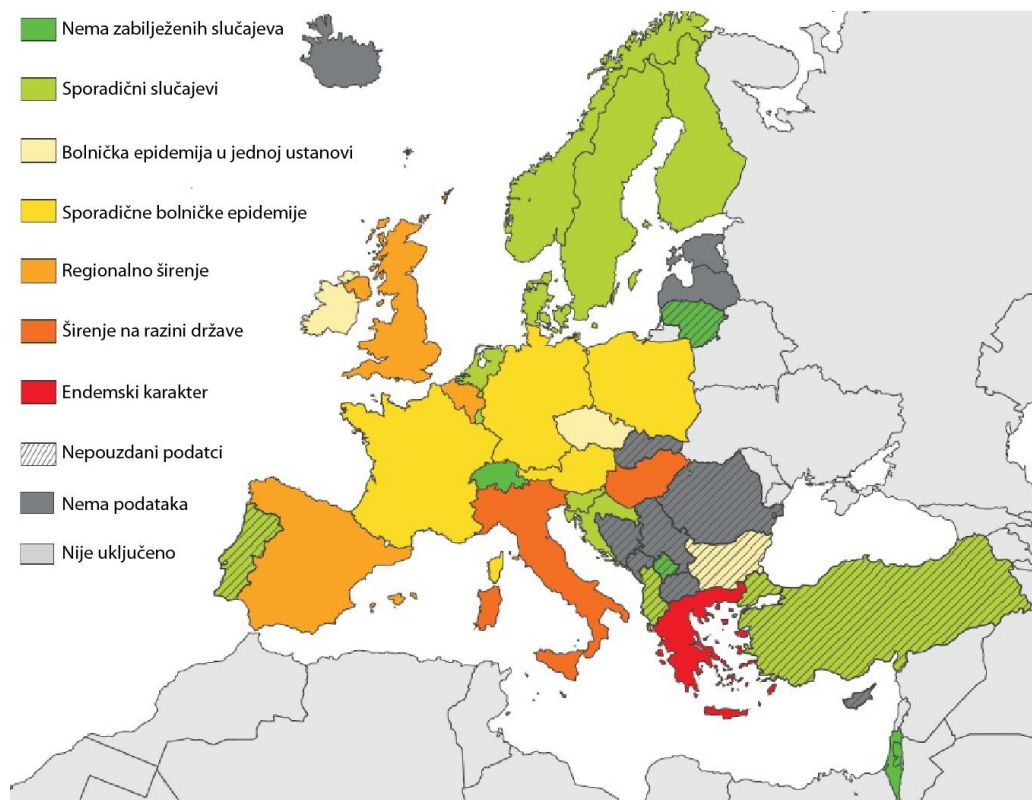 Nema zabilježenih slučajeva
Sporadični slučajevi
Bolnička epidemija u jednoj ustanovi
Sporadične bolničke epidemije
Regionalno širenje
Širenje na razini države
Endemski karakter
Nepouzdani podatci
Nema podataka
Nije uključeno